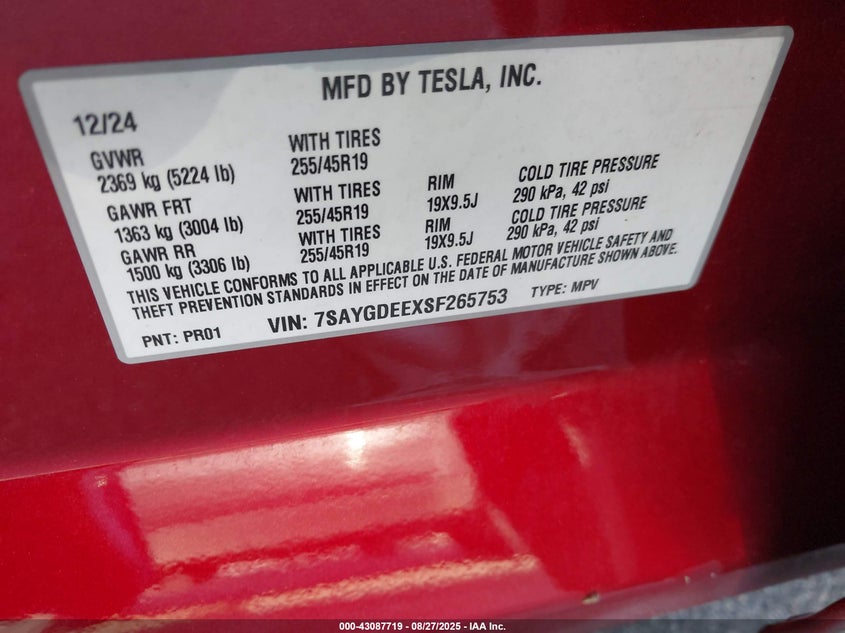 MFD BY TESLA, INC.
12/24
GVWR WITH TIRES
2369 kg (5224 lb) 255/45R19
GAWR FRT WITH TIRES RIM COLD TIRE PRESSURE
1363 kg (3004 lb) 255/45R19 19X9.5J 290 kPa, 42 psi
GAWR RR WITH TIRES RIM COLD TIRE PRESSURE
1500 kg (3306 lb) 255/45R19 19X9.5J 290 kPa, 42 psi
THIS VEHICLE CONFORMS TO ALL APPLICABLE U.S. FEDERAL MOTOR VEHICLE SAFETY AND
THEFT PREVENTION STANDARDS IN EFFECT ON THE DATE OF MANUFACTURE SHOWN ABOVE.
PNT: PR01 VIN: 7SAYGDEEXSF265753 TYPE: MPV
000-43087719 - 08/27/2025 - IAA Inc.